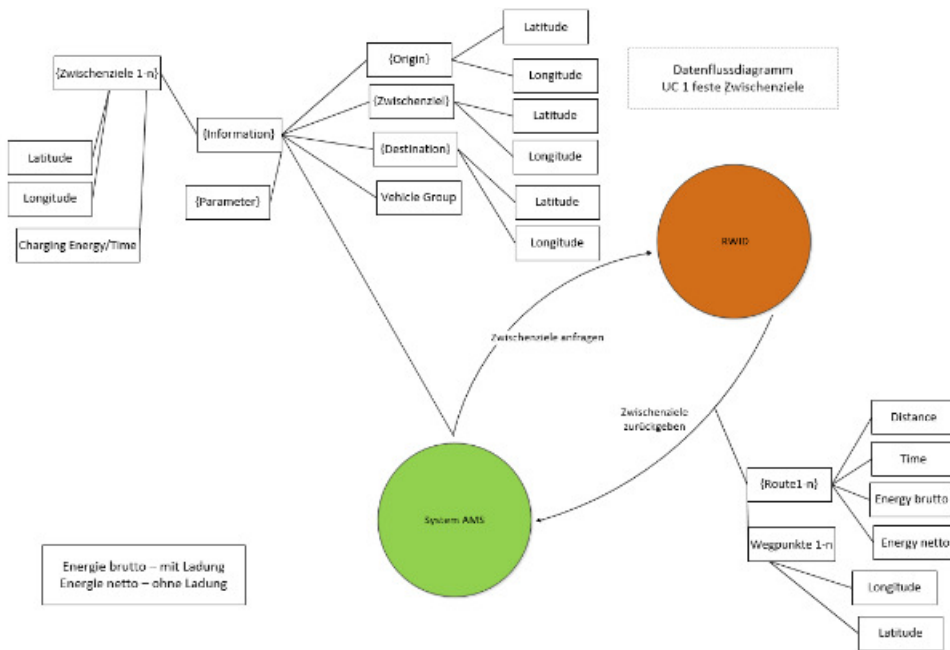 Latitude
{Zwischenziele 1-n}
{Origin}
Datenflussdiagramm
UC 1 feste Zwischenziele
Longitude
{Zwischenziel}
Latitude
{Information}
Latitude
{Destination}
Longitude
Longitude
{Parameter}
Vehicle Group
Latitude
Charging Energy/Time
Longitude
RWID
Zwischenziele anfragen
Zwischenziele
zurückgeben
Distance
Time
{Route1-n}
Energy brutto
System AMS
Wegpunkte 1-n
Energy netto
Energie brutto – mit Ladung
Energie netto – ohne Ladung
Longitude
Latitude